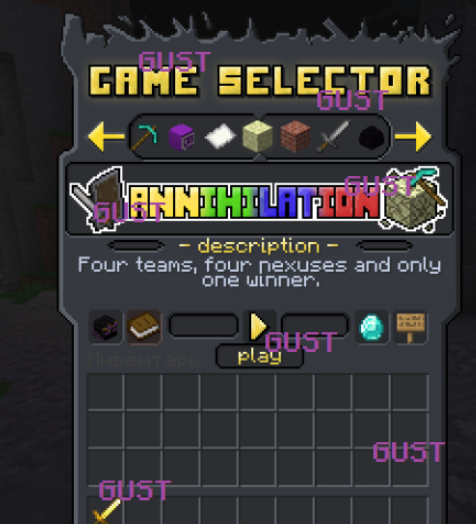 GUST
GAME SELECTOR
GUST
GUST
ANNIHILATION
GUST
- description -
Four teams, four nexuses and only
one winner.
GUST
Инвентарь
play
GUST
GUST